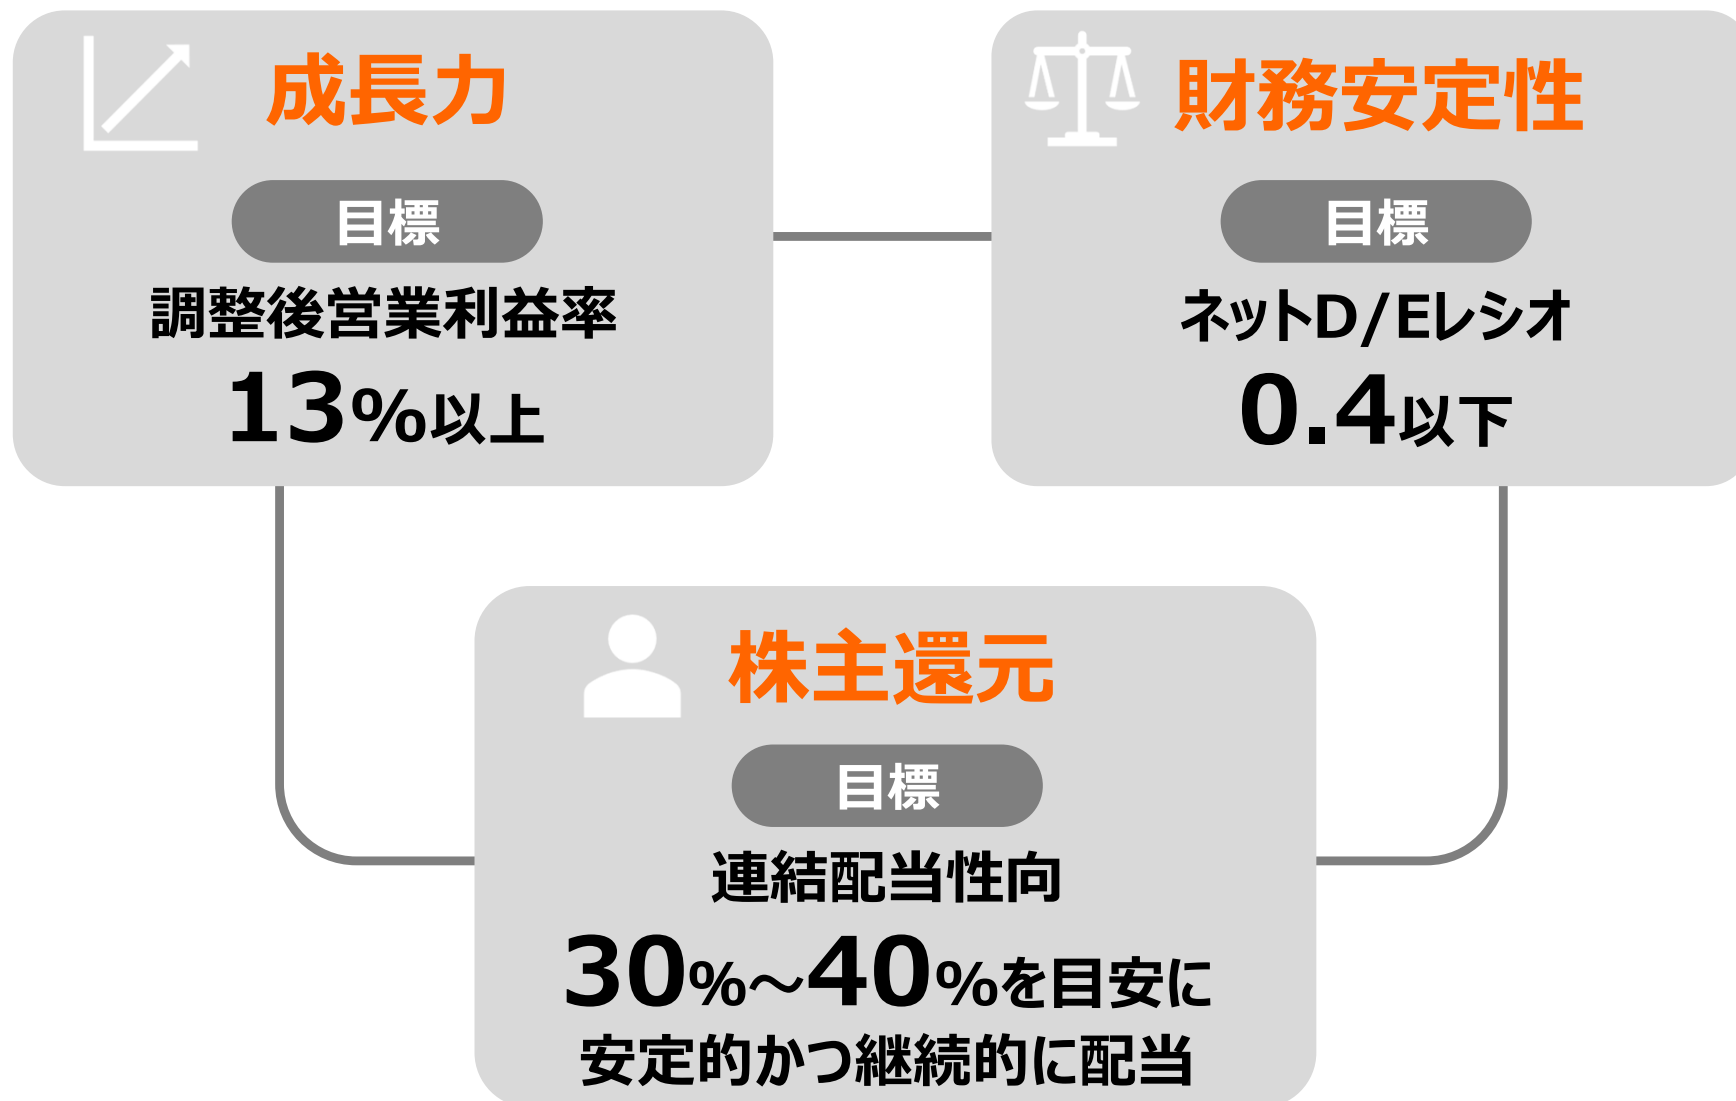 成長力
目標
調整後営業利益率
13%以上
財務安定性
目標
ネットD/Eレシオ
0.4以下
株主還元
目標
連結配当性向
30%～40%を目安に
安定的かつ継続的に配当